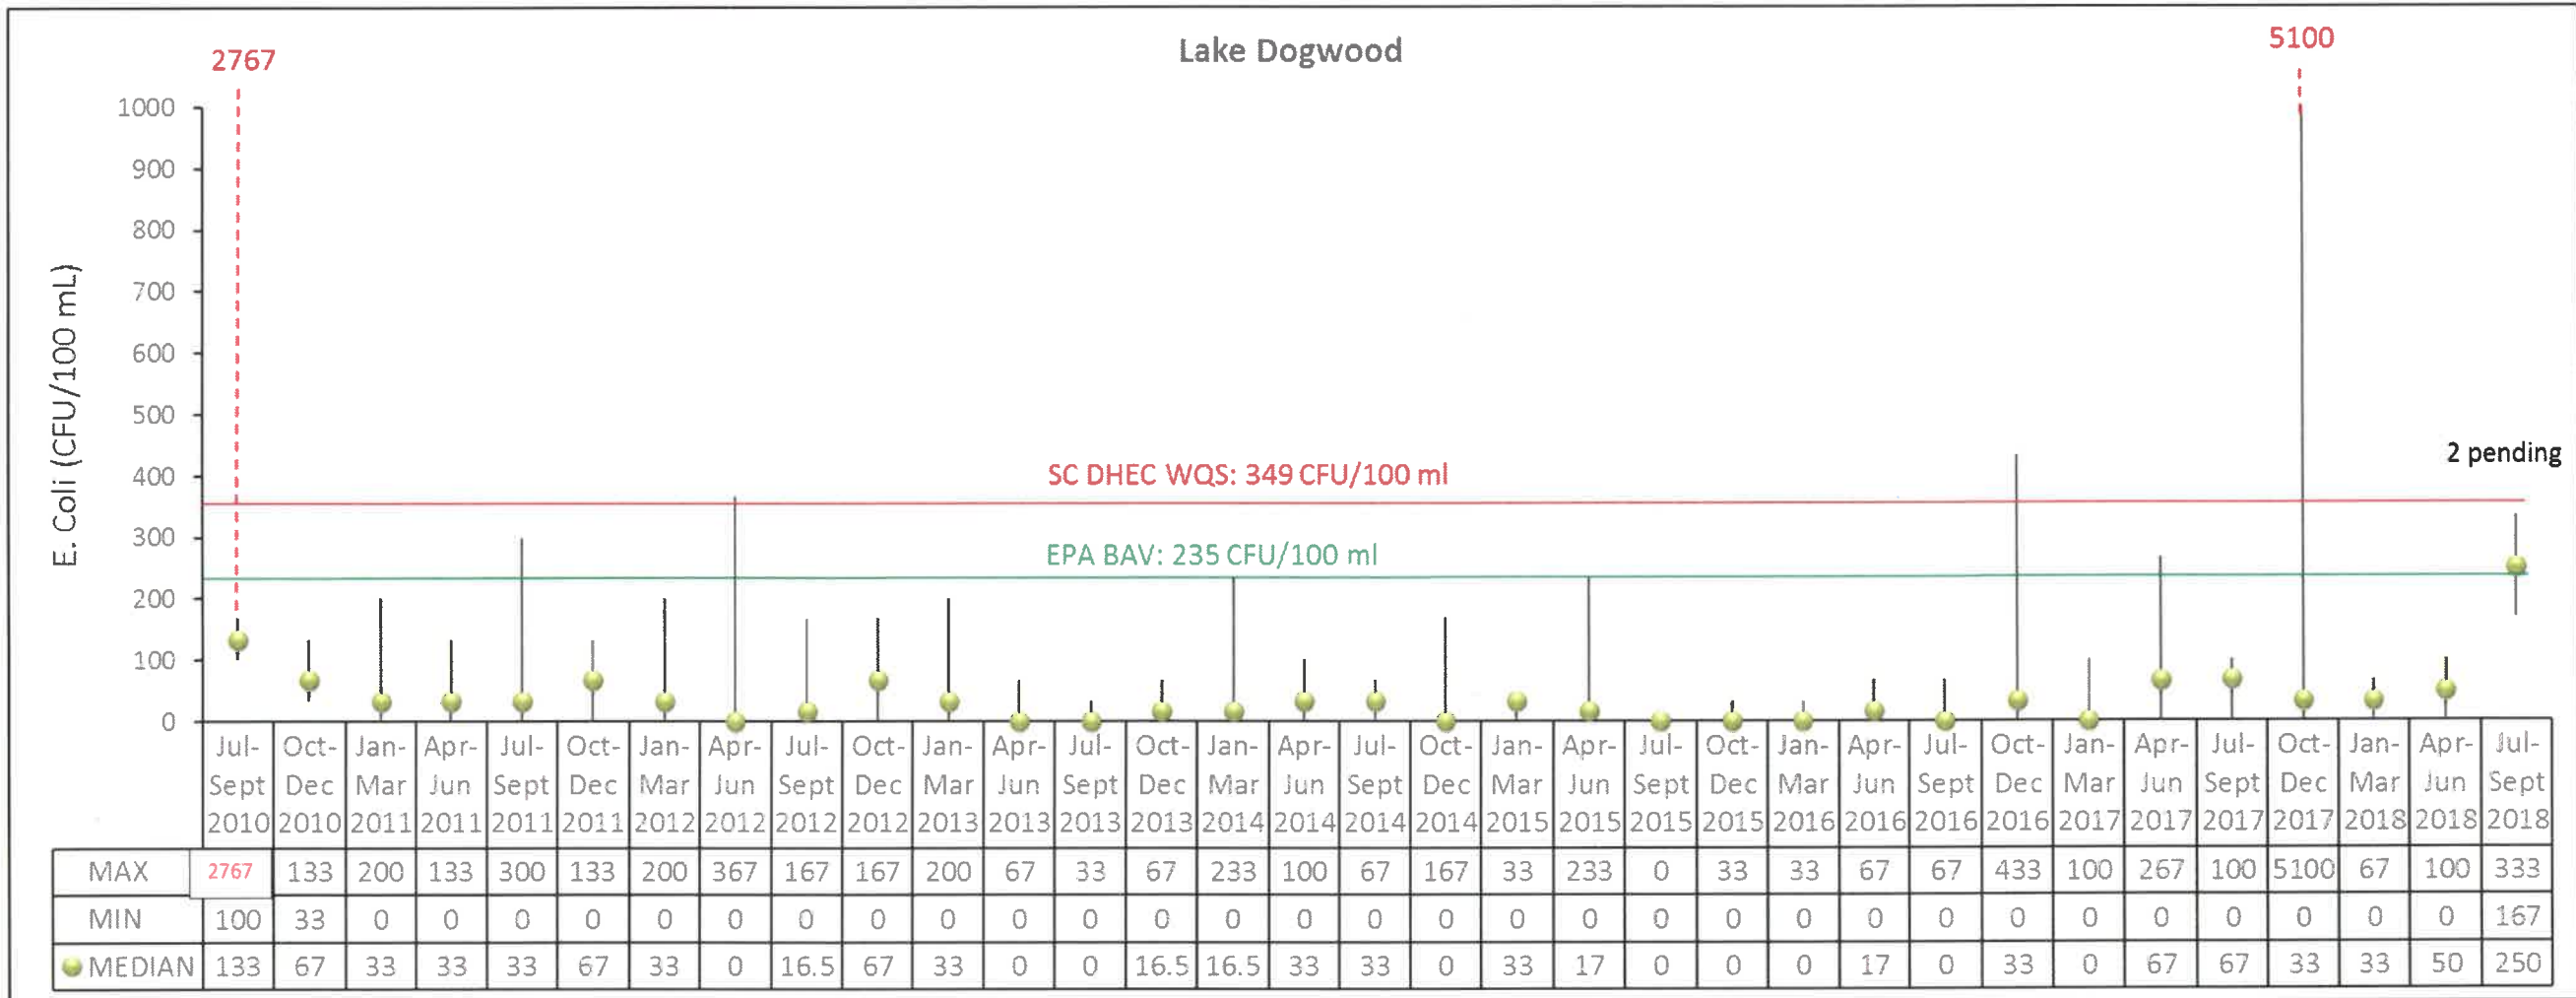 Lake Dogwood
2767
5100
E. Coli (CFU/100 mL)
1000
900
800
700
600
500
400
300
200
100
0
2 pending
SC DHEC WQS: 349 CFU/100 ml
EPA BAV: 235 CFU/100 ml
Jul- Oct- Jan- Apr- Jul- Oct- Jan- Apr- Jul- Oct- Jan- Apr- Jul- Oct- Jan- Apr- Jul- Oct- Jan- Apr- Jul- Oct- Jan- Apr- Jul- Oct- Jan- Apr- Jul- Oct- Jan- Apr- Jul-
Sept Dec Mar Jun Sept Dec Mar Jun Sept Dec Mar Jun Sept Dec Mar Jun Sept Dec Mar Jun Sept Dec Mar Jun Sept Dec Mar Jun Sept Dec Mar Jun Sept
2010 2010 2011 2011 2011 2011 2012 2012 2012 2012 2013 2013 2013 2013 2014 2014 2014 2014 2015 2015 2015 2015 2016 2016 2016 2016 2017 2017 2017 2017 2018 2018 2018
MAX 2767 133 200 133 300 133 200 367 167 167 200 67 33 67 233 100 67 167 33 233 0 33 33 67 67 433 100 267 100 5100 67 100 333
MIN 100 33 0 0 0 0 0 0 0 0 0 0 0 0 0 0 0 0 0 0 0 0 0 0 0 0 0 0 0 0 0 0 167
MEDIAN 133 67 33 33 33 67 33 0 16.5 67 33 0 0 16.5 16.5 33 33 0 33 17 0 0 0 17 0 33 0 67 67 33 33 50 250